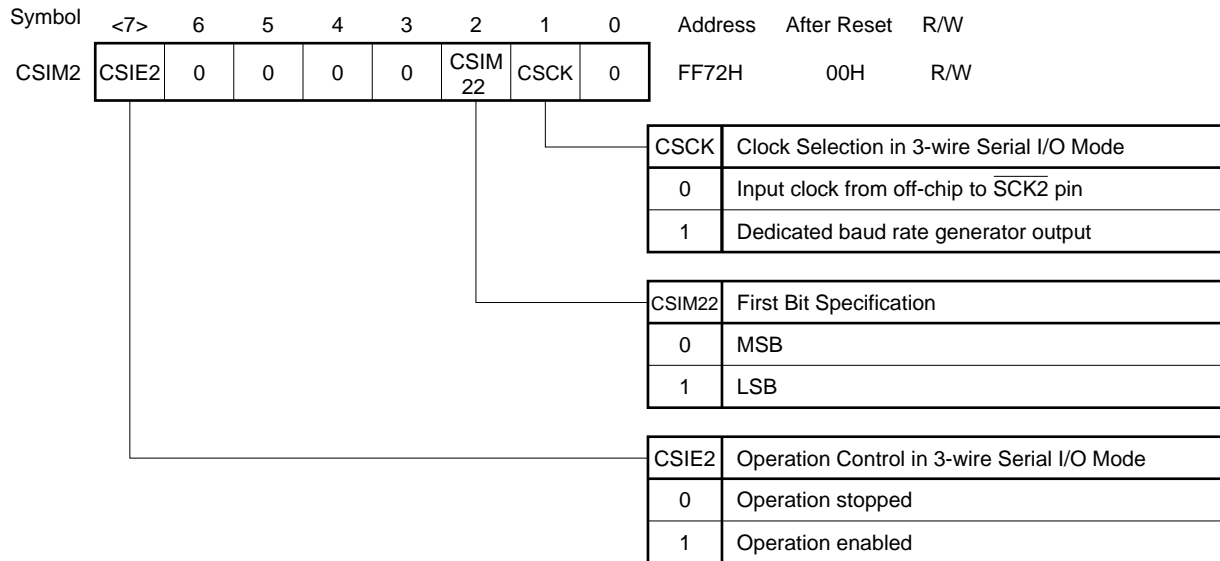 Symbol <7> 6 5 4 3 2 1 0 Address After Reset R/W
CSIM2 CSIE2 0 0 0 0 CSIM22 CSCK 0 FF72H 00H R/W
CSCK Clock Selection in 3-wire Serial I/O Mode
0 Input clock from off-chip to S̅C̅K̅2̅ pin
1 Dedicated baud rate generator output
CSIM22 First Bit Specification
0 MSB
1 LSB
CSIE2 Operation Control in 3-wire Serial I/O Mode
0 Operation stopped
1 Operation enabled